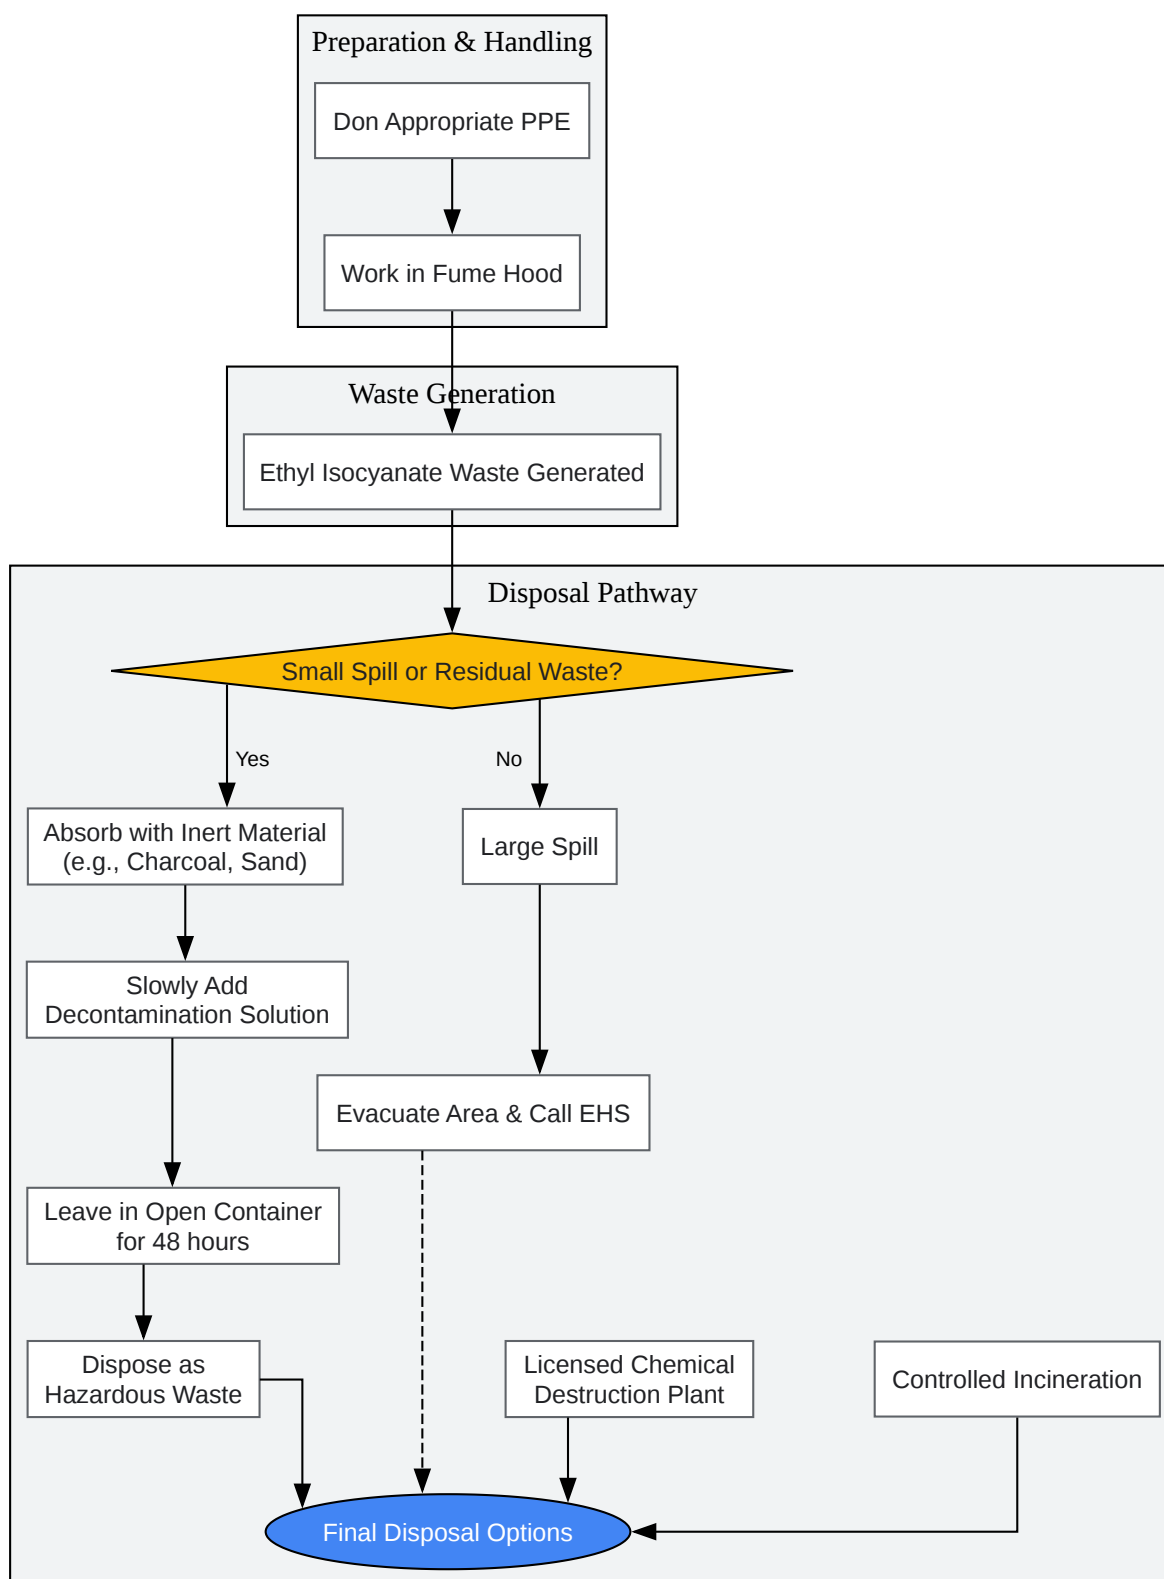 Preparation & Handling
Don Appropriate PPE
Work in Fume Hood
Waste Generation
Ethyl Isocyanate Waste Generated
Disposal Pathway
Small Spill or Residual Waste?
Yes
No
Absorb with Inert Material
(e.g., Charcoal, Sand)
Large Spill
Slowly Add
Decontamination Solution
Evacuate Area & Call EHS
Leave in Open Container
for 48 hours
Dispose as
Hazardous Waste
Licensed Chemical
Destruction Plant
Controlled Incineration
Final Disposal Options